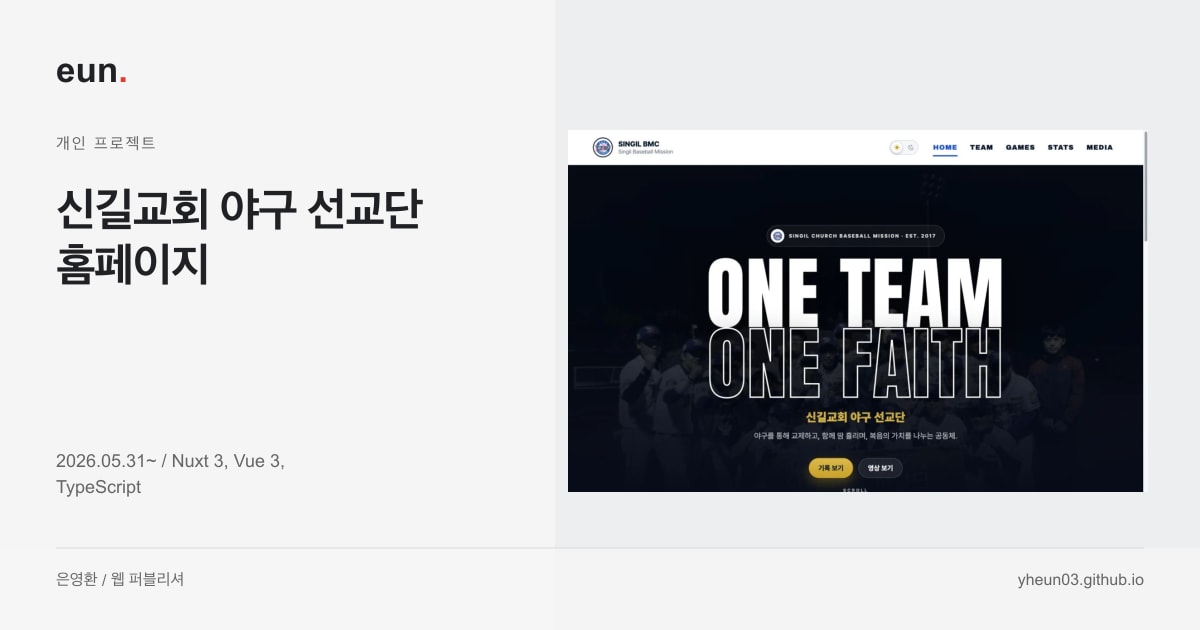 eun.
개인 프로젝트
신길교회 야구 선교단
홈페이지
2026.05.31~ / Nuxt 3, Vue 3,
TypeScript
SINGIL BMC
Singil Baseball Mission
HOME TEAM GAMES STATS MEDIA
SINGIL CHURCH BASEBALL MISSION · EST. 2017
ONE TEAM
ONE FAITH
신길교회 야구 선교단
야구를 통해 교제하고, 함께 땀 흘리며, 복음의 가치를 나누는 공동체.
기록 보기 영상 보기
SCROLL
은영환 / 웹 퍼블리셔
yheun03.github.io